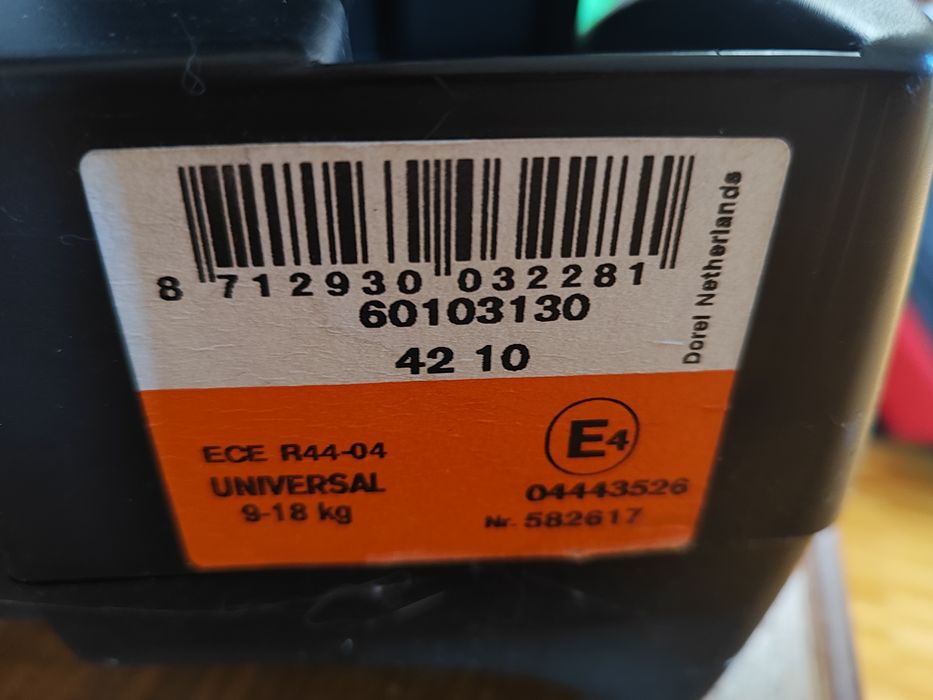 8 712930 032281
60103130
42 10
Dorel Netherlands
ECE R44-04
UNIVERSAL
9-18 kg
E4
04443526
Nr. 582617